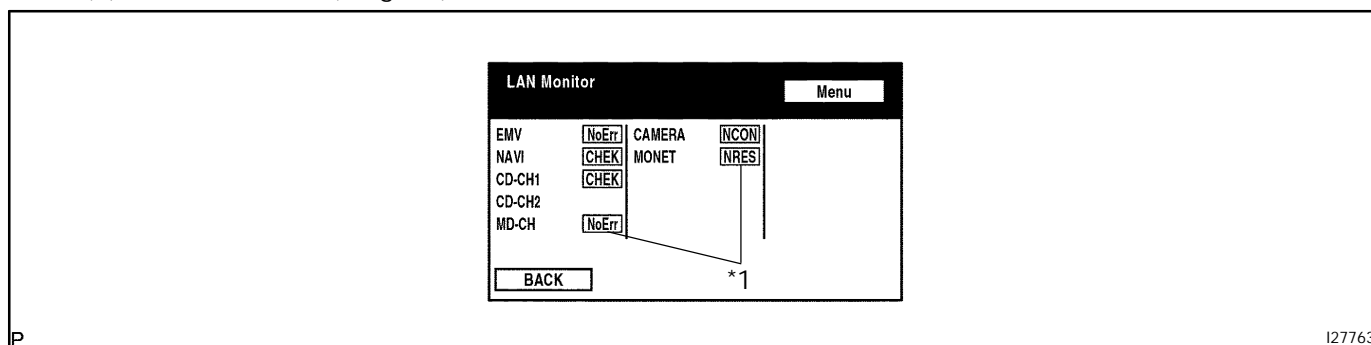 LAN Monitor
Menu
EMV NoErr CAMERA NCON
NAVI CHEK MONET NRES
CD-CH1 CHEK
CD-CH2
MD-CH NoErr
BACK
*1
P
I27763